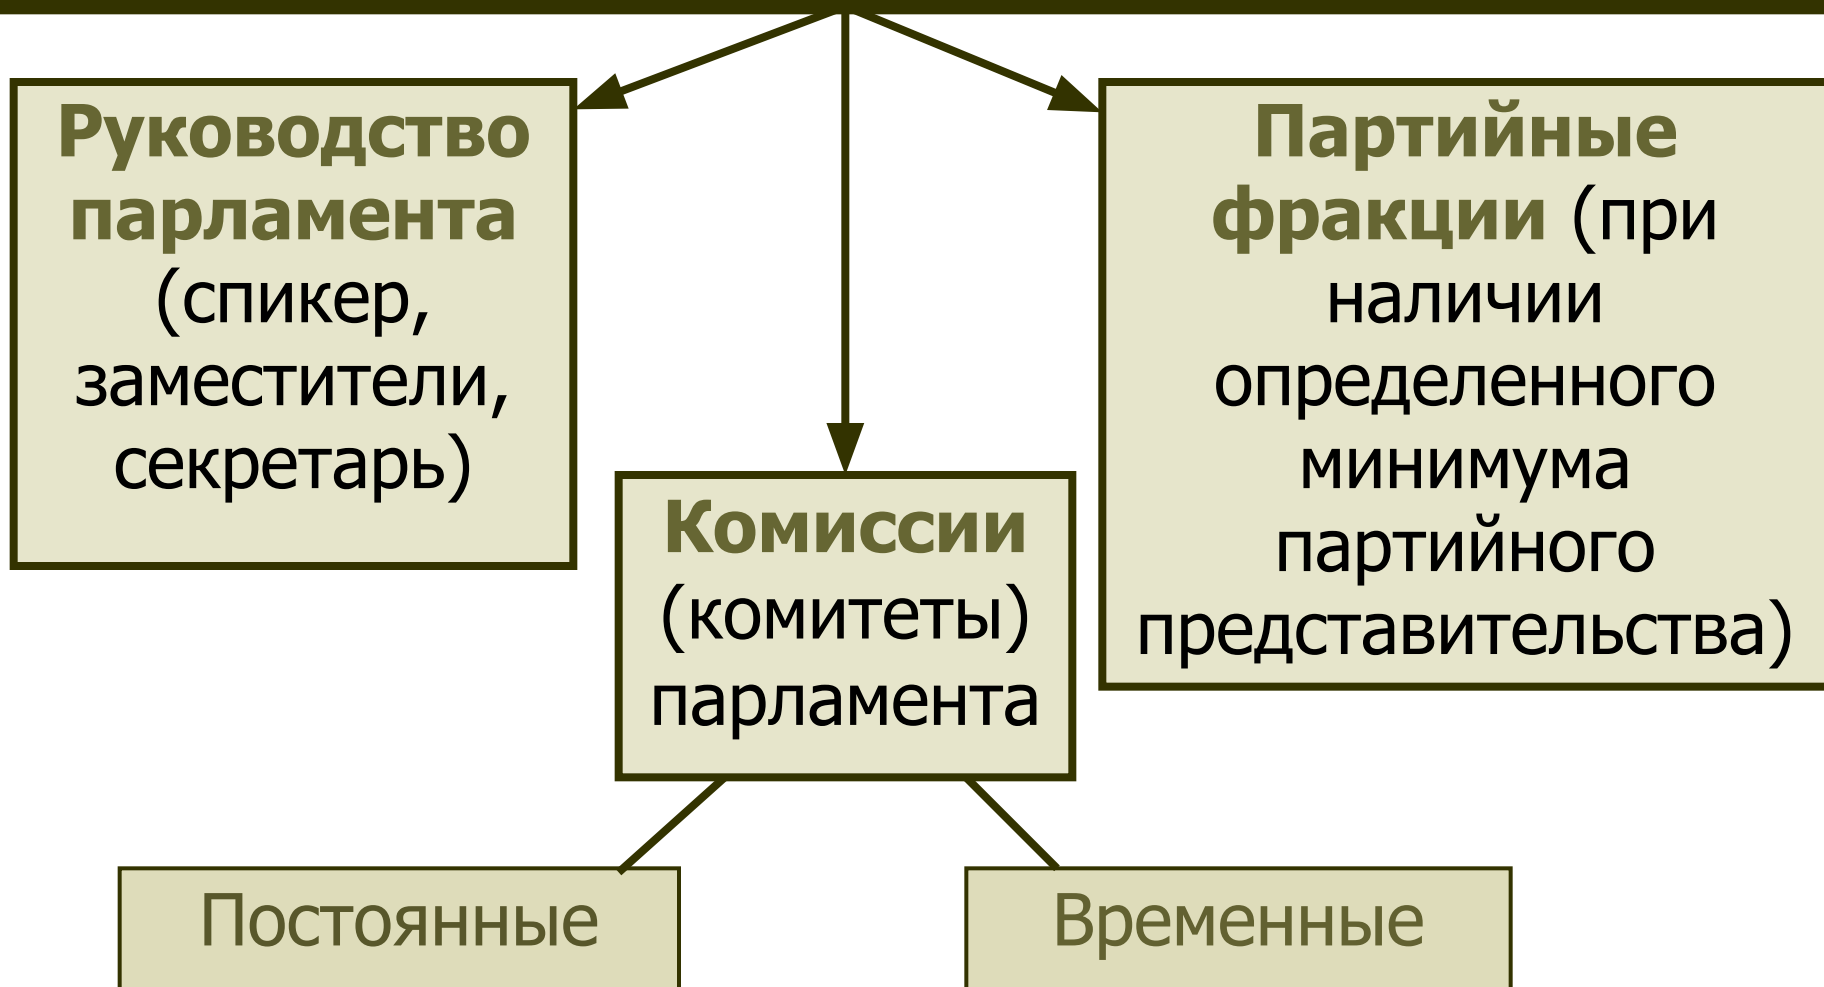 Руководство
парламента
(спикер,
заместители,
секретарь)
Комиссии
(комитеты)
парламента
Партийные
фракции (при
наличии
определенного
минимума
партийного
представительства)
Постоянные
Временные